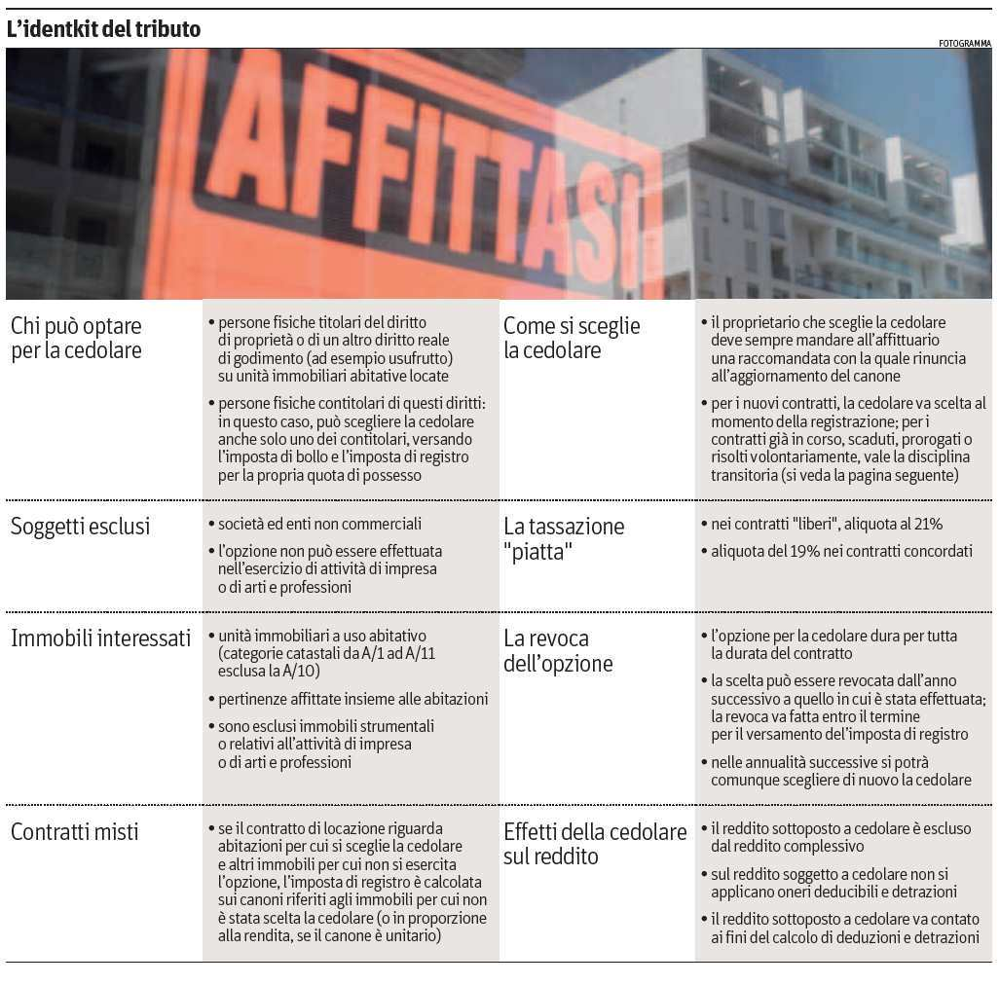 L'identkit del tributo
FOTOGRAMMA
AFFITTASI
Chi può optare
per la cedolare
• persone fisiche titolari del diritto
di proprietà o di un altro diritto reale
di godimento (ad esempio usufrutto)
su unità immobiliari abitative locate
• persone fisiche contitolari di questi diritti:
in questo caso, può scegliere la cedolare
anche solo uno dei contitolari, versando
l'imposta di bollo e l'imposta di registro
per la propria quota di possesso
Come si sceglie
la cedolare
• il proprietario che sceglie la cedolare
deve sempre mandare all'affittuario
una raccomandata con la quale rinuncia
all'aggiornamento del canone
• per i nuovi contratti, la cedolare va scelta al
momento della registrazione; per i
contratti già in corso, scaduti, prorogati o
risolti volontariamente, vale la disciplina
transitoria (si veda la pagina seguente)
Soggetti esclusi
• società ed enti non commerciali
• l'opzione non può essere effettuata
nell'esercizio di attività di impresa
o di arti e professioni
La tassazione
"piatta"
• nei contratti "liberi", aliquota al 21%
• aliquota del 19% nei contratti concordati
Immobili interessati
• unità immobiliari a uso abitativo
(categorie catastali da A/1 ad A/11
esclusa la A/10)
• pertinenze affittate insieme alle abitazioni
• sono esclusi immobili strumentali
o relativi all'attività di impresa
o di arti e professioni
La revoca
dell'opzione
• l'opzione per la cedolare dura per tutta
la durata del contratto
• la scelta può essere revocata dall'anno
successivo a quello in cui è stata effettuata;
la revoca va fatta entro il termine
per il versamento del'imposta di registro
• nelle annualità successive si potrà
comunque scegliere di nuovo la cedolare
Contratti misti
• se il contratto di locazione riguarda
abitazioni per cui si sceglie la cedolare
e altri immobili per cui non si esercita
l'opzione, l'imposta di registro è calcolata
sui canoni riferiti agli immobili per cui non
è stata scelta la cedolare (o in proporzione
alla rendita, se il canone è unitario)
Effetti della cedolare
sul reddito
• il reddito sottoposto a cedolare è escluso
dal reddito complessivo
• sul reddito soggetto a cedolare non si
applicano oneri deducibili e detrazioni
• il reddito sottoposto a cedolare va contato
ai fini del calcolo di deduzioni e detrazioni